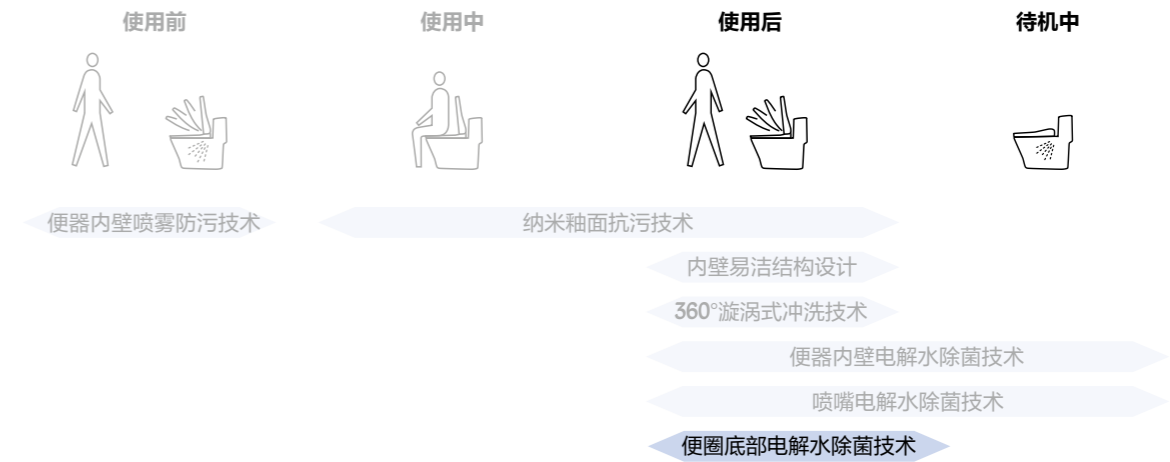 使用前
使用中
使用后
待机中
便器内壁喷雾防污技术
纳米釉面抗污技术
内壁易洁结构设计
360°漩涡式冲洗技术
便器内壁电解水除菌技术
喷嘴电解水除菌技术
便圈底部电解水除菌技术